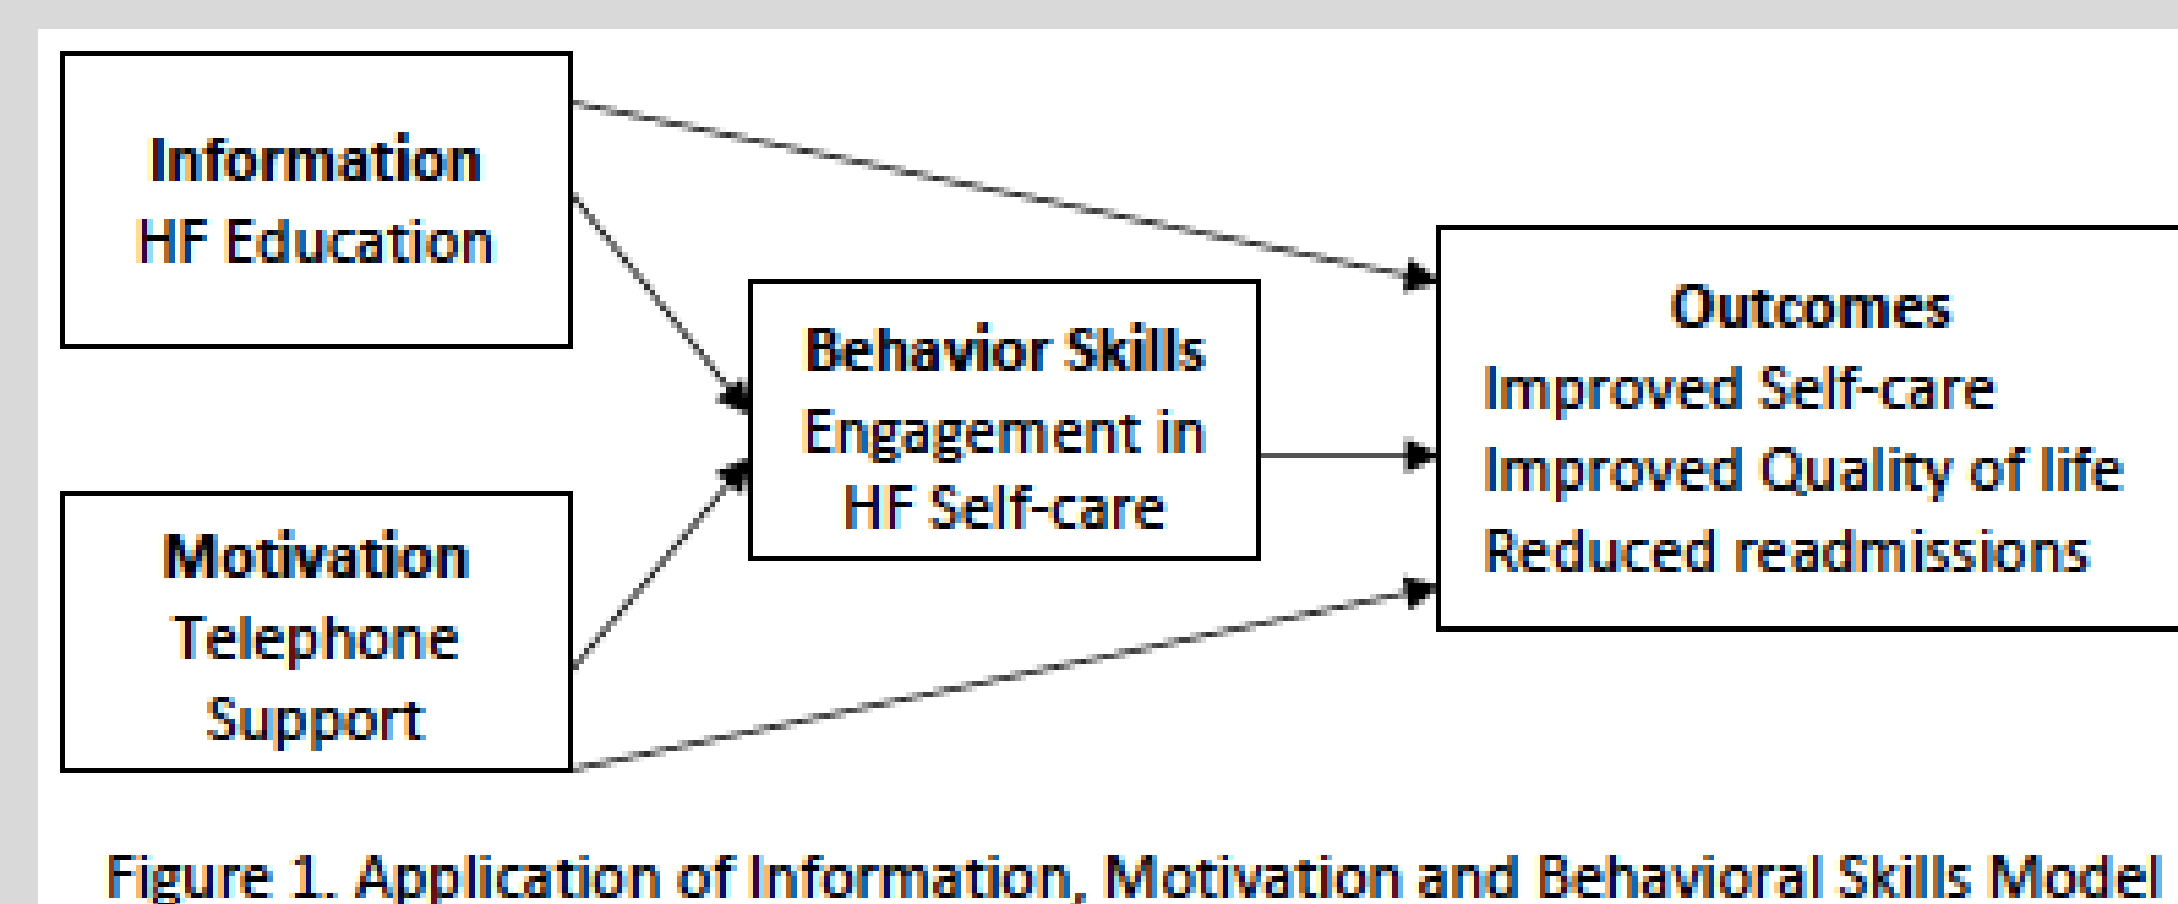 Information
HF Education
Motivation
Telephone
Support
Behavior Skills
Engagement in
HF Self-care
Outcomes
Improved Self-care
Improved Quality of life
Reduced readmissions
Figure 1. Application of Information, Motivation and Behavioral Skills Model